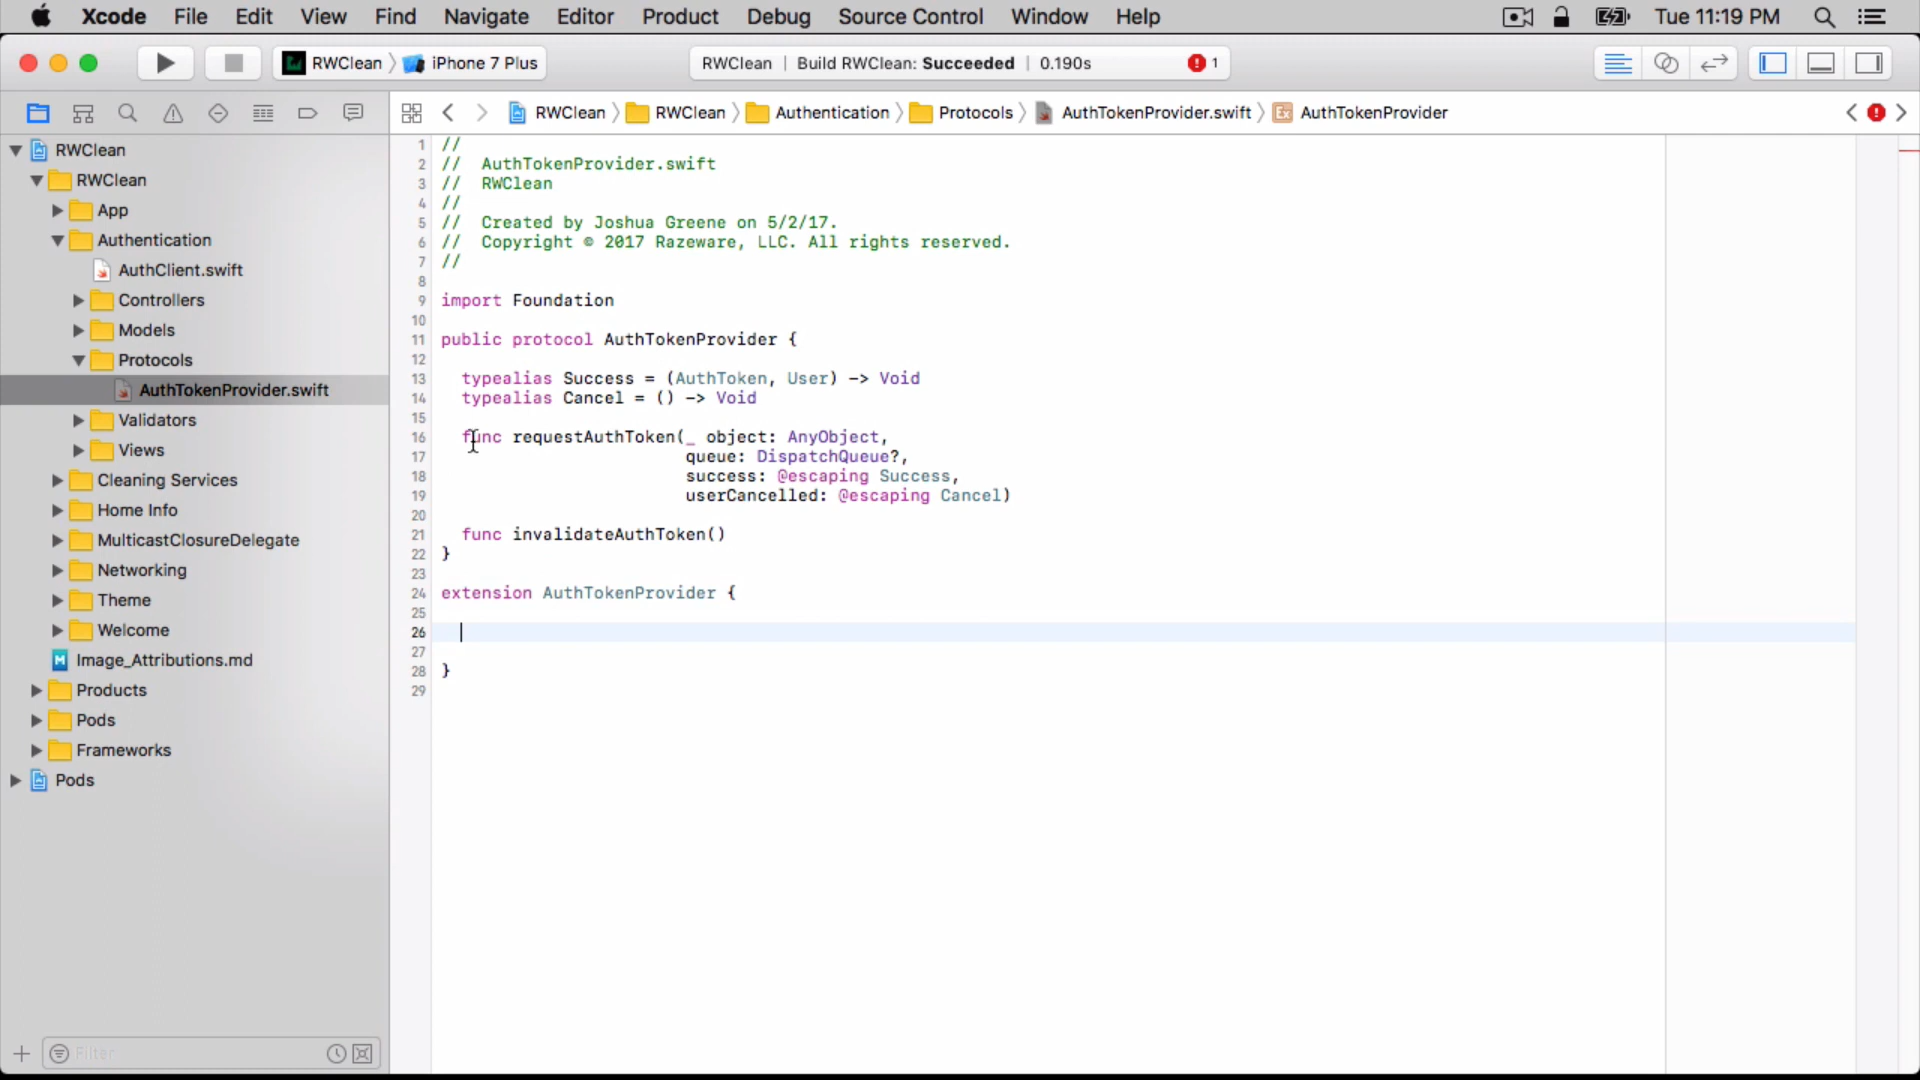 Xcode File Edit View Find Navigate Editor Product Debug Source Control Window Help Tue 11:19 PM
RWClean iPhone 7 Plus RWClean | Build RWClean: Succeeded | 0.190s 1
RWClean RWClean Authentication Protocols AuthTokenProvider.swift AuthTokenProvider
RWClean
RWClean
App
Authentication
AuthClient.swift
Controllers
Models
Protocols
AuthTokenProvider.swift
Validators
Views
Cleaning Services
Home Info
MulticastClosureDelegate
Networking
Theme
Welcome
Image_Attributions.md
Products
Pods
Frameworks
Pods
Filter
1 //
2 // AuthTokenProvider.swift
3 // RWClean
4 //
5 // Created by Joshua Greene on 5/2/17.
6 // Copyright © 2017 Razeware, LLC. All rights reserved.
7 //
8
9 import Foundation
10
11 public protocol AuthTokenProvider {
12
13 typealias Success = (AuthToken, User) -> Void
14 typealias Cancel = () -> Void
15
16 func requestAuthToken(_ object: AnyObject,
17 queue: DispatchQueue?,
18 success: @escaping Success,
19 userCancelled: @escaping Cancel)
20
21 func invalidateAuthToken()
22 }
23
24 extension AuthTokenProvider {
25
26
27
28 }
29